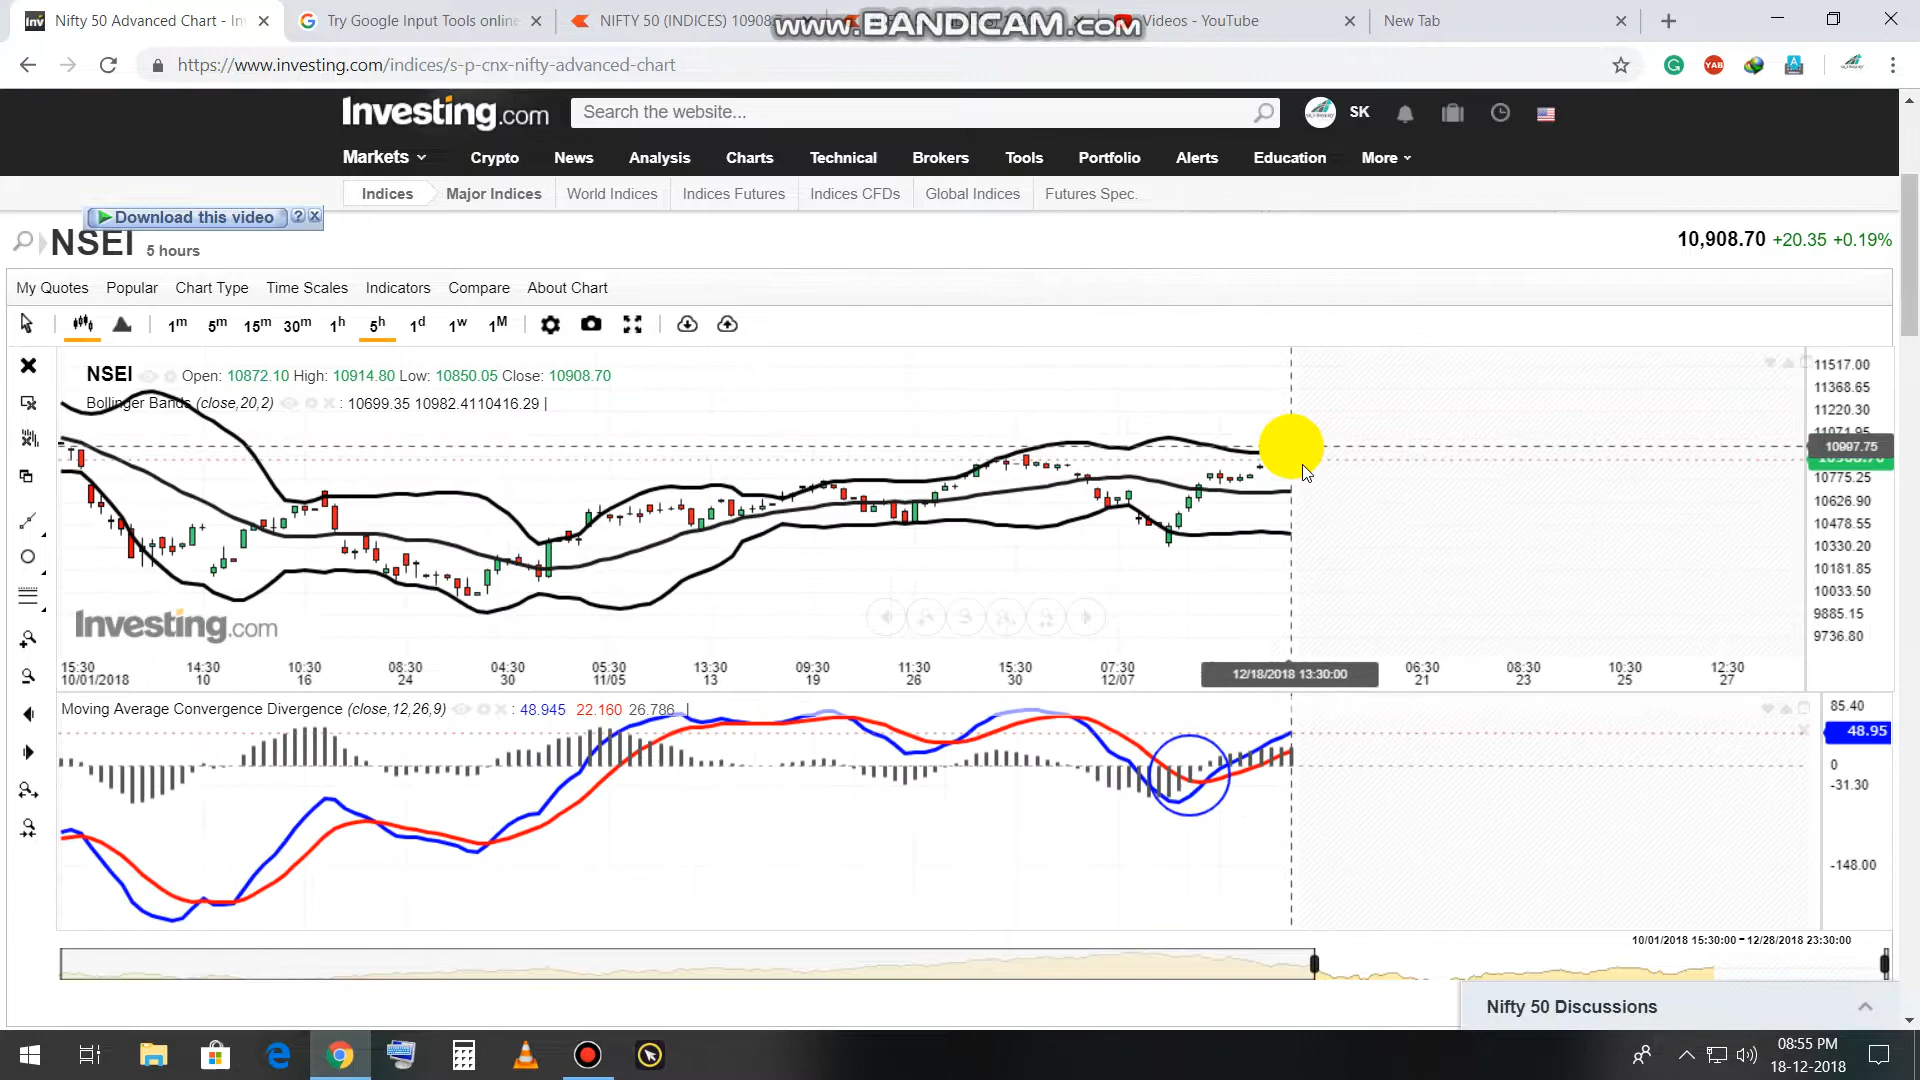 Nifty 50 Advanced Chart - In
Try Google Input Tools online
NIFTY 50 (INDICES) 10908
Videos - YouTube
New Tab
www.BANDICAM.com
https://www.investing.com/indices/s-p-cnx-nifty-advanced-chart
Investing.com
Search the website...
SK
Markets Crypto News Analysis Charts Technical Brokers Tools Portfolio Alerts Education More
Indices Major Indices World Indices Indices Futures Indices CFDs Global Indices Futures Spec.
Download this video ? X
NSEI 5 hours
10,908.70 +20.35 +0.19%
My Quotes Popular Chart Type Time Scales Indicators Compare About Chart
1m 5m 15m 30m 1h 5h 1d 1w 1M
NSEI Open: 10872.10 High: 10914.80 Low: 10850.05 Close: 10908.70
Bollinger Bands (close,20,2) : 10699.35 10982.4110416.29 |
11517.00
11368.65
11220.30
11071.95
10997.75
10775.25
10626.90
10478.55
10330.20
10181.85
10033.50
9885.15
9736.80
Investing.com
15:30 14:30 10:30 08:30 04:30 05:30 13:30 09:30 11:30 15:30 07:30 06:30 08:30 10:30 12:30
10/01/2018 10 16 24 30 11/05 13 19 26 30 12/07 21 23 25 27
12/18/2018 13:30:00
Moving Average Convergence Divergence (close,12,26,9) : 48.945 22.160 26.786 |
85.40
48.95
0
-31.30
-148.00
10/01/2018 15:30:00 - 12/28/2018 23:30:00
Nifty 50 Discussions
08:55 PM
18-12-2018